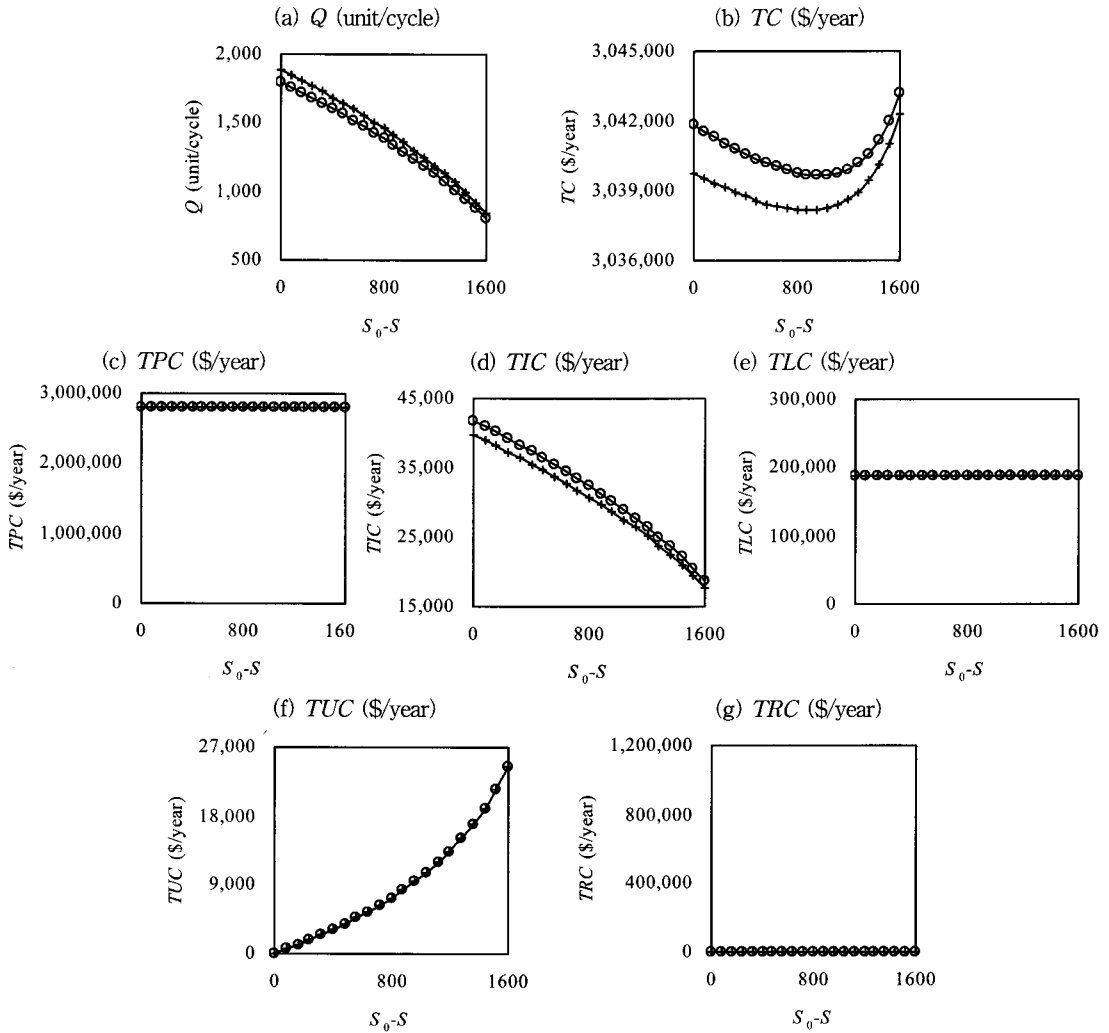 (a) Q (unit/cycle)
Q (unit/cycle)
2,000
1,500
1,000
500
0 800 1600
S₀-S
(b) TC ($/year)
TC ($/year)
3,045,000
3,042,000
3,039,000
3,036,000
0 800 1600
S₀-S
(c) TPC ($/year)
TPC ($/year)
3,000,000
2,000,000
1,000,000
0
0 800 160
S₀-S
(d) TIC ($/year)
TIC ($/year)
45,000
35,000
25,000
15,000
0 800 1600
S₀-S
(e) TLC ($/year)
TLC ($/year)
300,000
200,000
100,000
0
0 800 1600
S₀-S
(f) TUC ($/year)
TUC ($/year)
27,000
18,000
9,000
0
0 800 1600
S₀-S
(g) TRC ($/year)
TRC ($/year)
1,200,000
800,000
400,000
0
0 800 1600
S₀-S